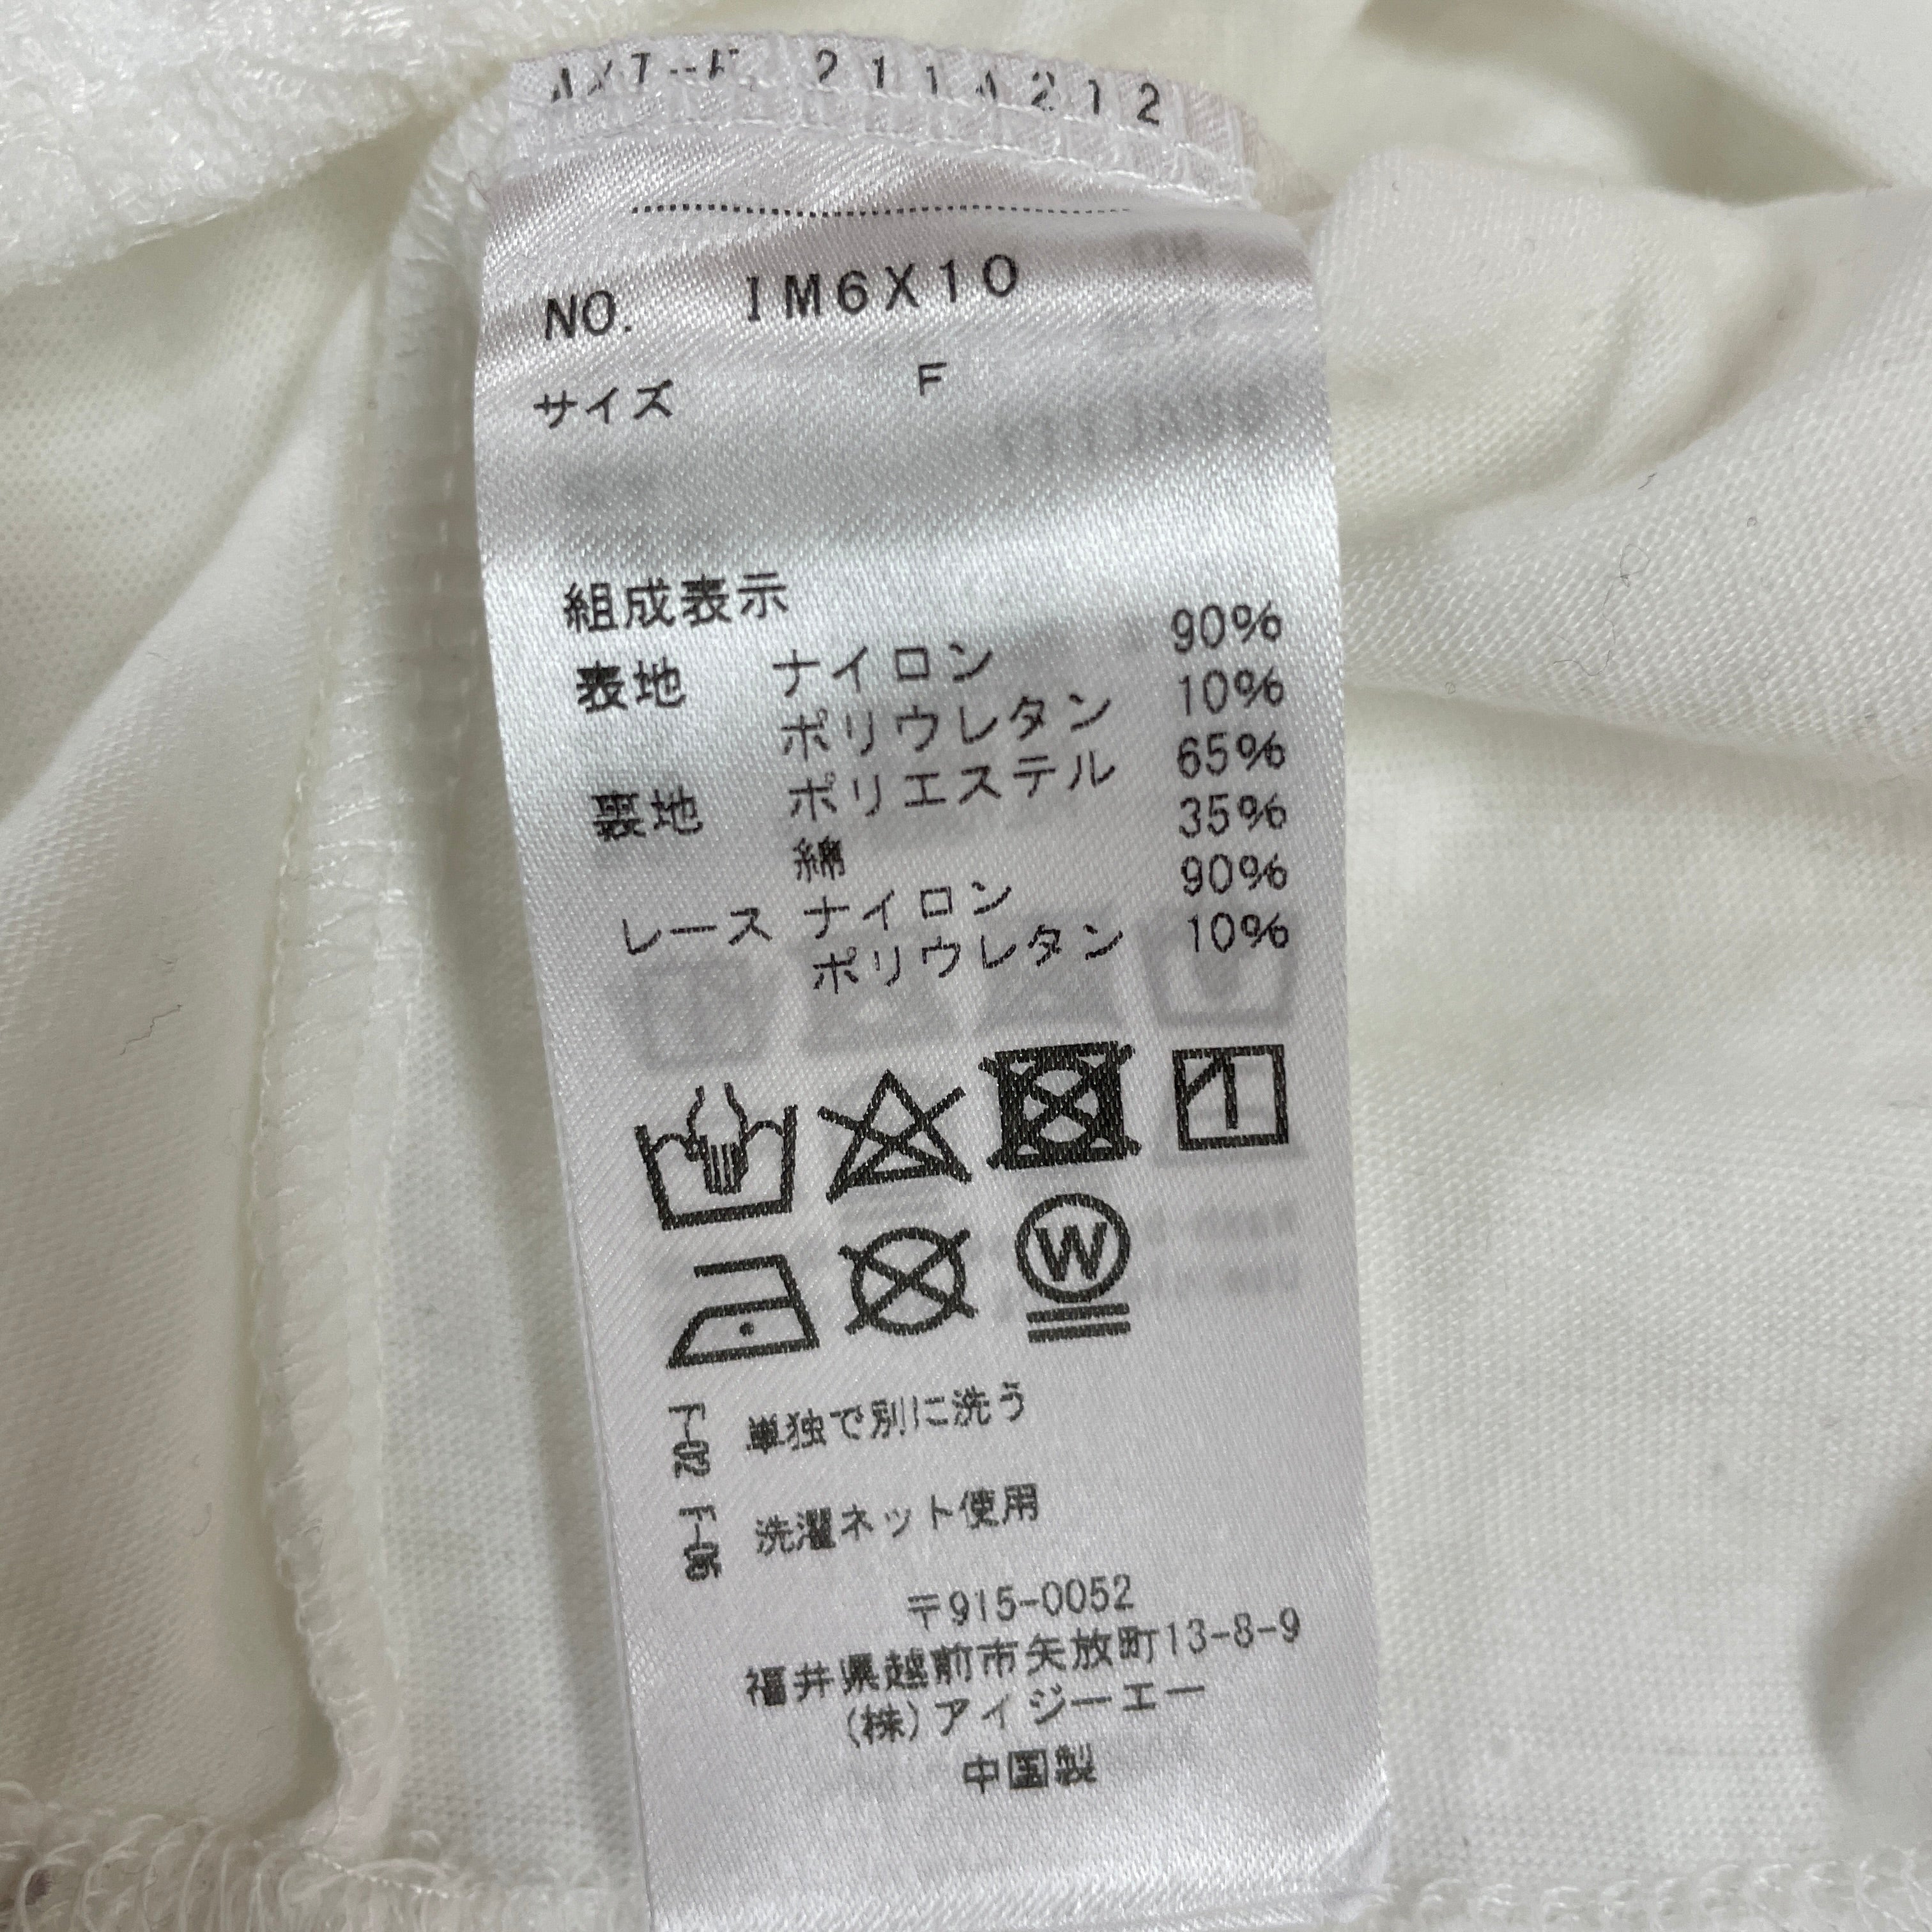 2114212
NO. IM6X10
サイズ F
組成表示
表地 ナイロン 90%
ポリウレタン 10%
裏地 ポリエステル 65%
綿 35%
レース ナイロン 90%
ポリウレタン 10%
W
F-02 単独で別に洗う
F-06 洗濯ネット使用
〒915-0052
福井県越前市矢放町13-8-9
(株)アイジーエー
中国製